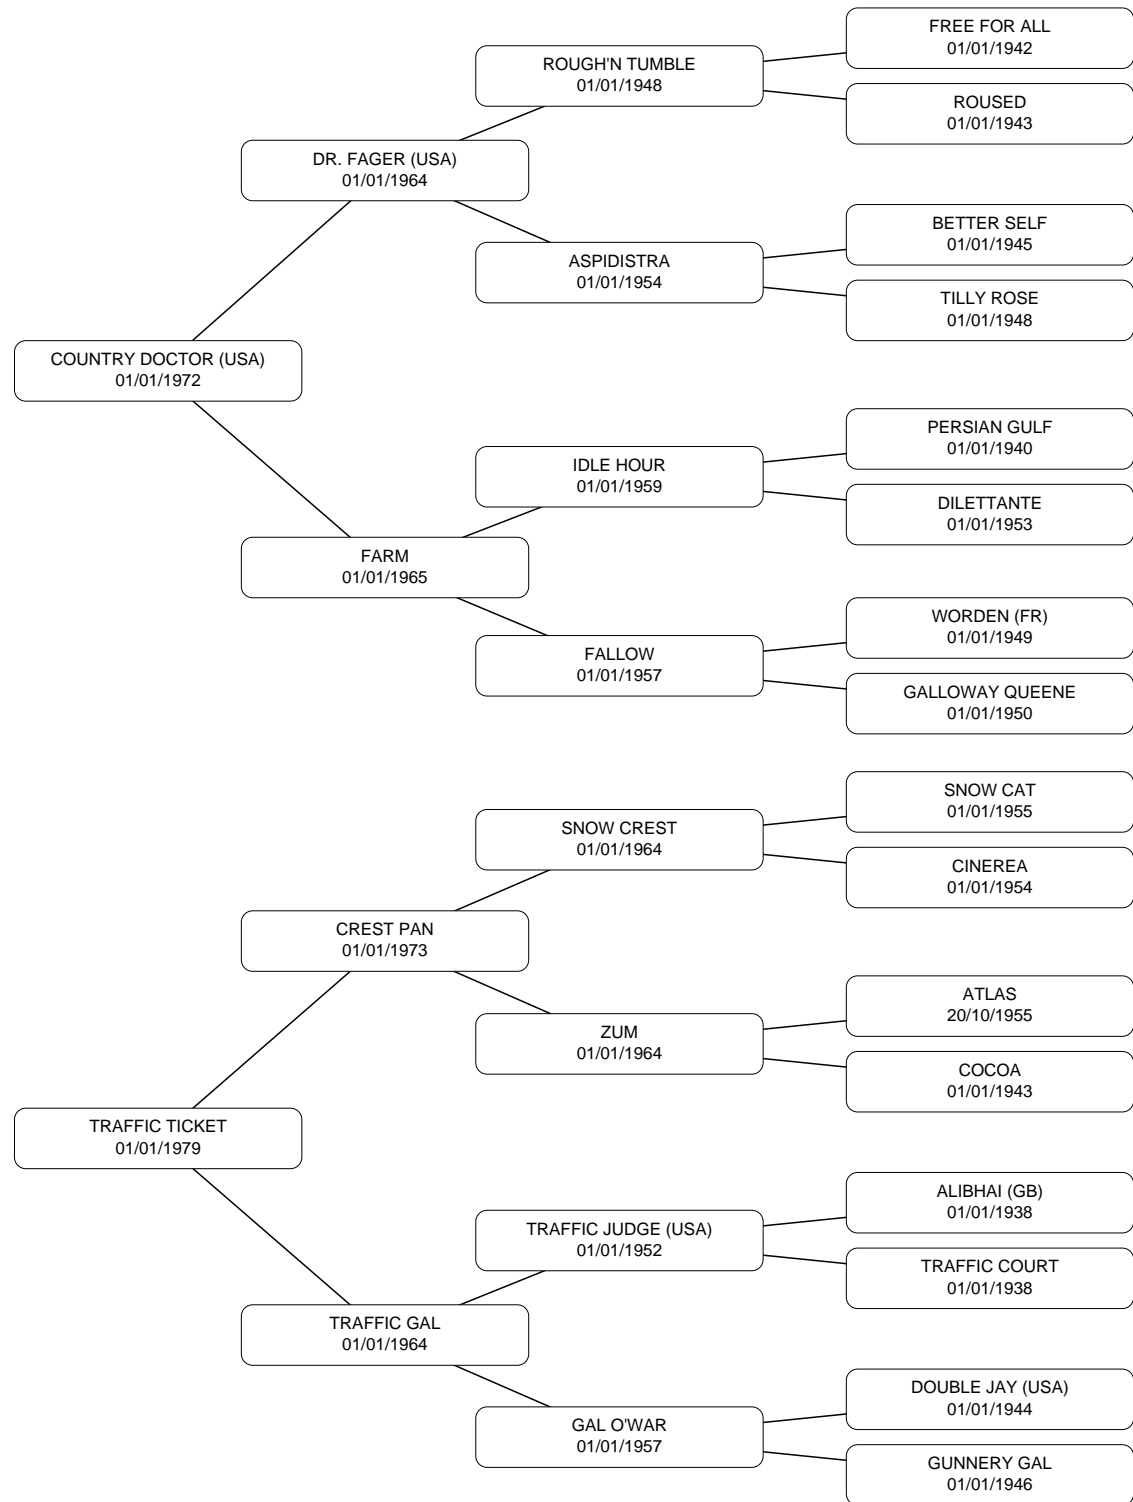 FREE FOR ALL
01/01/1942
ROUGH'N TUMBLE
01/01/1948
ROUSED
01/01/1943
DR. FAGER (USA)
01/01/1964
BETTER SELF
01/01/1945
ASPIDISTRA
01/01/1954
TILLY ROSE
01/01/1948
COUNTRY DOCTOR (USA)
01/01/1972
PERSIAN GULF
01/01/1940
IDLE HOUR
01/01/1959
DILETTANTE
01/01/1953
FARM
01/01/1965
WORDEN (FR)
01/01/1949
FALLOW
01/01/1957
GALLOWAY QUEENE
01/01/1950
SNOW CAT
01/01/1955
SNOW CREST
01/01/1964
CINEREA
01/01/1954
CREST PAN
01/01/1973
ATLAS
20/10/1955
ZUM
01/01/1964
COCOA
01/01/1943
TRAFFIC TICKET
01/01/1979
ALIBHAI (GB)
01/01/1938
TRAFFIC JUDGE (USA)
01/01/1952
TRAFFIC COURT
01/01/1938
TRAFFIC GAL
01/01/1964
DOUBLE JAY (USA)
01/01/1944
GAL O'WAR
01/01/1957
GUNNERY GAL
01/01/1946